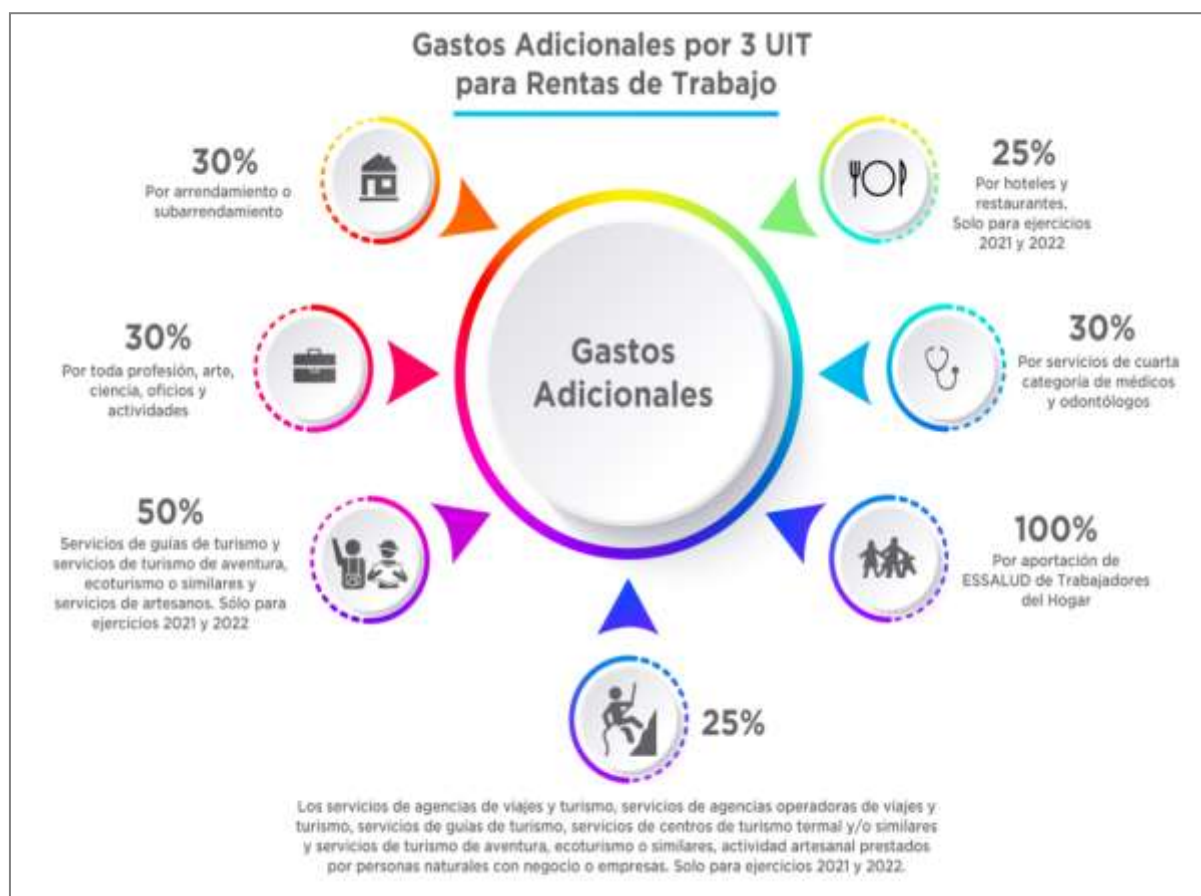 Gastos Adicionales por 3 UIT
para Rentas de Trabajo
30%
Por arrendamiento o
subarrendamiento
25%
Por hoteles y
restaurantes.
Solo para ejercicios
2021 y 2022
30%
Por toda profesión, arte,
ciencia, oficios y
actividades
Gastos
Adicionales
30%
Por servicios de cuarta
categoría de médicos
y odontólogos
50%
Servicios de guías de turismo y
servicios de turismo de aventura,
ecoturismo o similares y
servicios de artesanos. Sólo para
ejercicios 2021 y 2022
100%
Por aportación de
ESSALUD de Trabajadores
del Hogar
25%
Los servicios de agencias de viajes y turismo, servicios de agencias operadoras de viajes y
turismo, servicios de guías de turismo, servicios de centros de turismo termal y/o similares
y servicios de turismo de aventura, ecoturismo o similares, actividad artesanal prestados
por personas naturales con negocio o empresas. Solo para ejercicios 2021 y 2022.